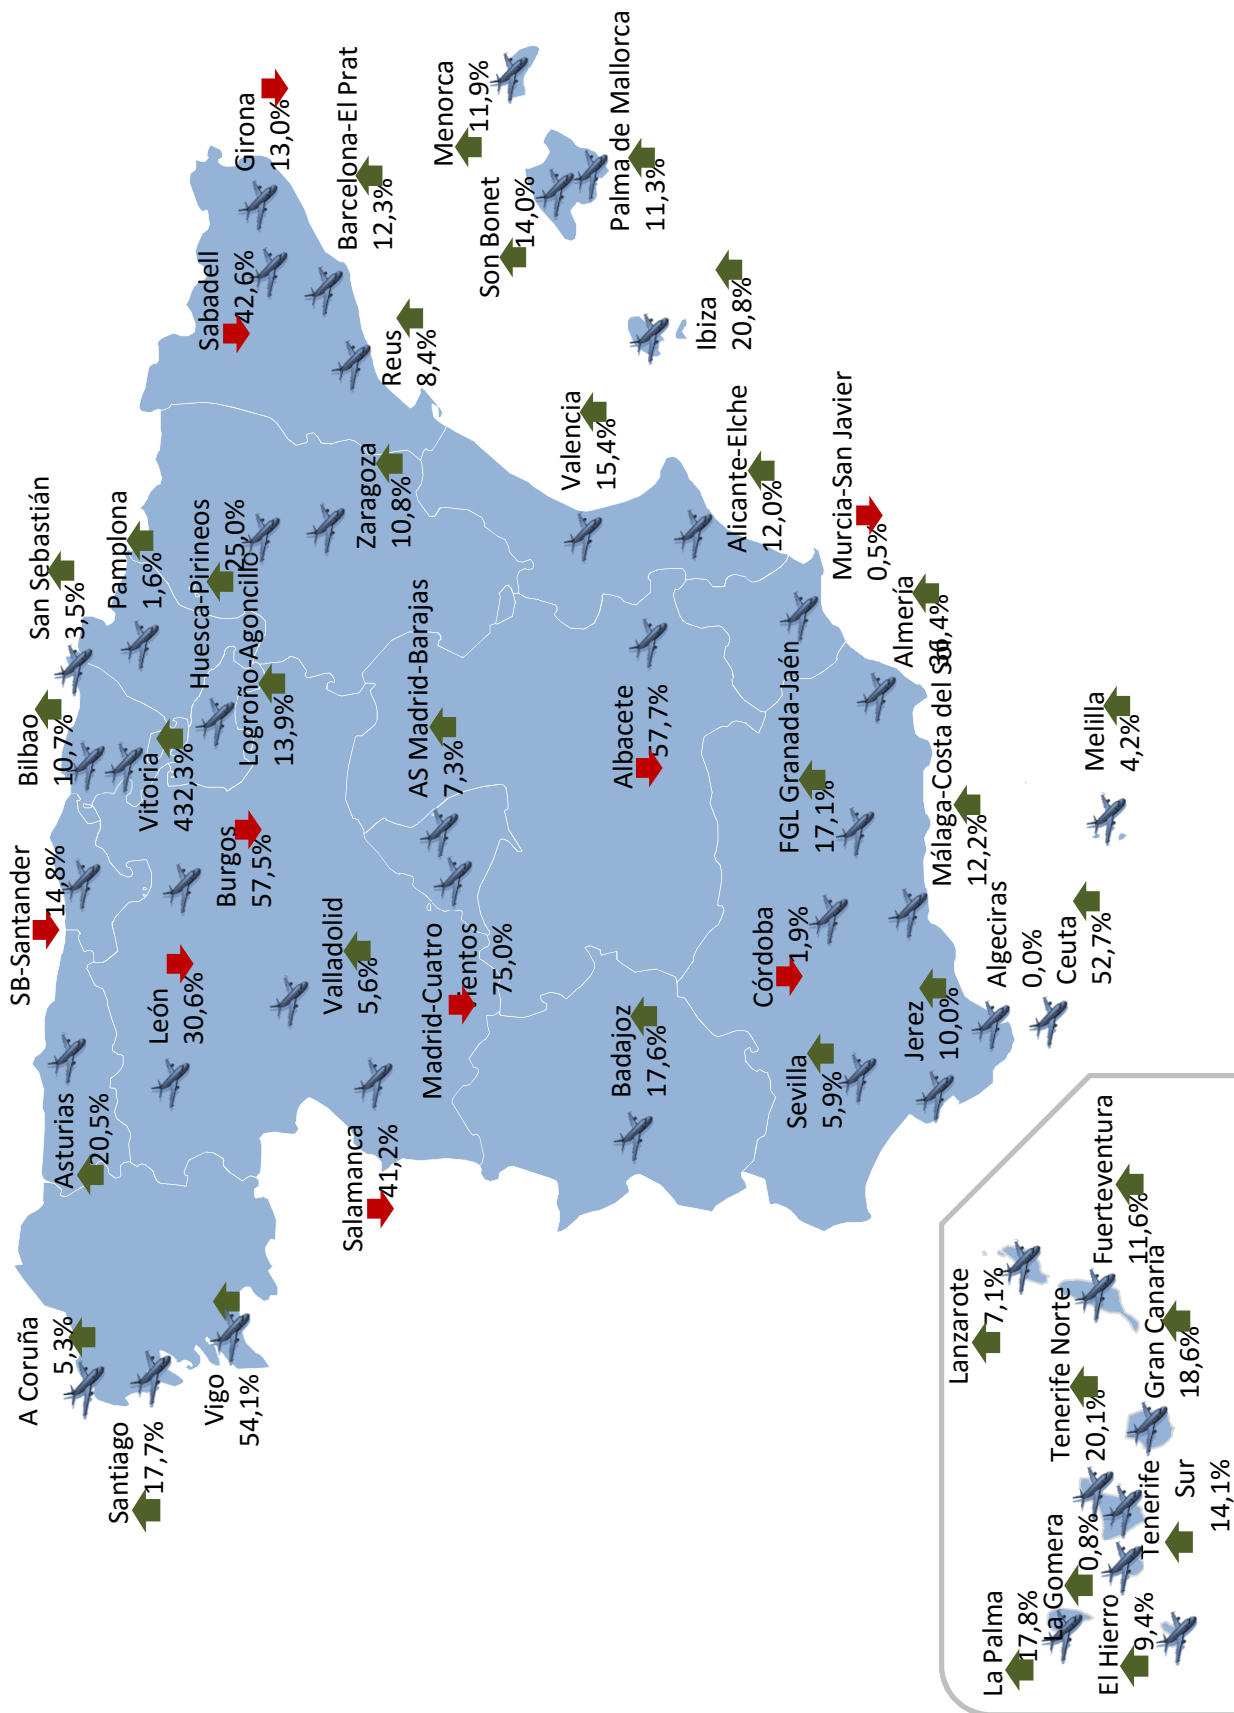 A Coruña
5,3%
Santiago
17,7%
Vigo
54,1%
Asturias
20,5%
SB-Santander
14,8%
Bilbao
10,7%
San Sebastián
3,5%
Pamplona
1,6%
Vitoria
432,3%
Huesca-Pirineos
25,0%
Logroño-Agoncillo
13,9%
León
30,6%
Burgos
57,5%
Valladolid
5,6%
Salamanca
41,2%
Sabadell
42,6%
Girona
13,0%
Barcelona-El Prat
12,3%
Reus
8,4%
Zaragoza
10,8%
AS Madrid-Barajas
7,3%
Madrid-Cuatro
75,0%
Menorca
11,9%
Son Bonet
14,0%
Palma de Mallorca
11,3%
Ibiza
20,8%
Valencia
15,4%
Alicante-Elche
12,0%
Murcia-San Javier
0,5%
Albacete
57,7%
Badajoz
17,6%
Córdoba
1,9%
Sevilla
5,9%
FGL Granada-Jaén
17,1%
Almería
36,4%
Málaga-Costa del Sol
12,2%
Jerez
10,0%
Algeciras
0,0%
Ceuta
52,7%
Melilla
4,2%
Lanzarote
7,1%
Fuerteventura
11,6%
Gran Canaria
18,6%
Tenerife Norte
20,1%
Tenerife
Sur
14,1%
La Gomera
0,8%
La Palma
17,8%
El Hierro
9,4%